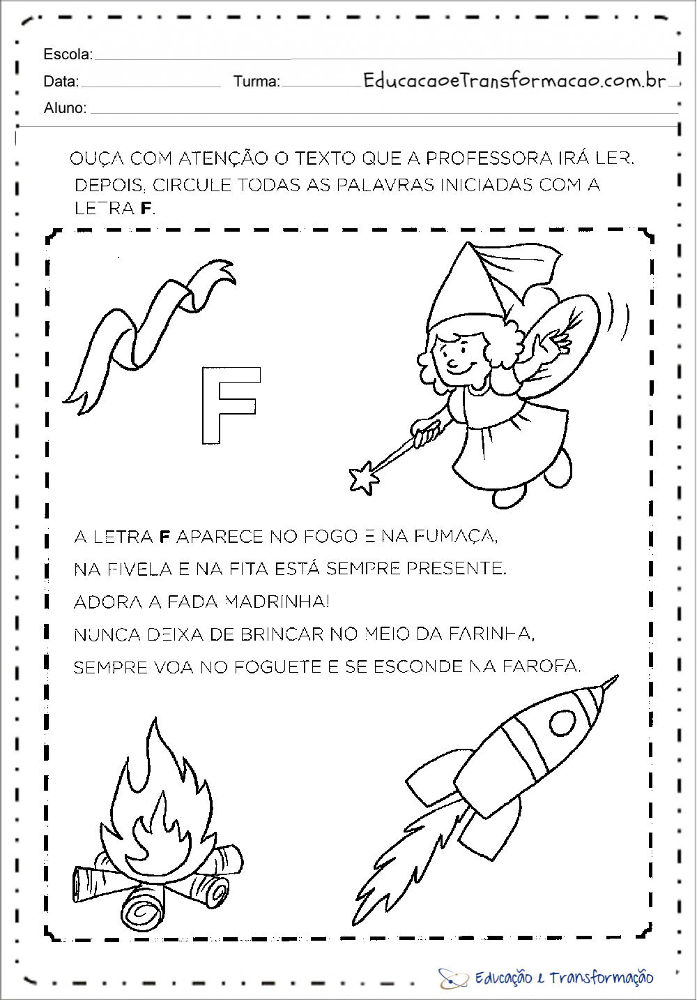 Escola:
Data: Turma: EducacaoeTransformacao.com.br
Aluno:
OUÇA COM ATENÇÃO O TEXTO QUE A PROFESSORA IRÁ LER.
DEPOIS, CIRCULE TODAS AS PALAVRAS INICIADAS COM A
LETRA F.
F
A LETRA F APARECE NO FOGO E NA FUMAÇA,
NA FIVELA E NA FITA ESTÁ SEMPRE PRESENTE.
ADORA A FADA MADRINHA!
NUNCA DEIXA DE BRINCAR NO MEIO DA FARINHA,
SEMPRE VOA NO FOGUETE E SE ESCONDE NA FAROFA.
Educação e Transformação